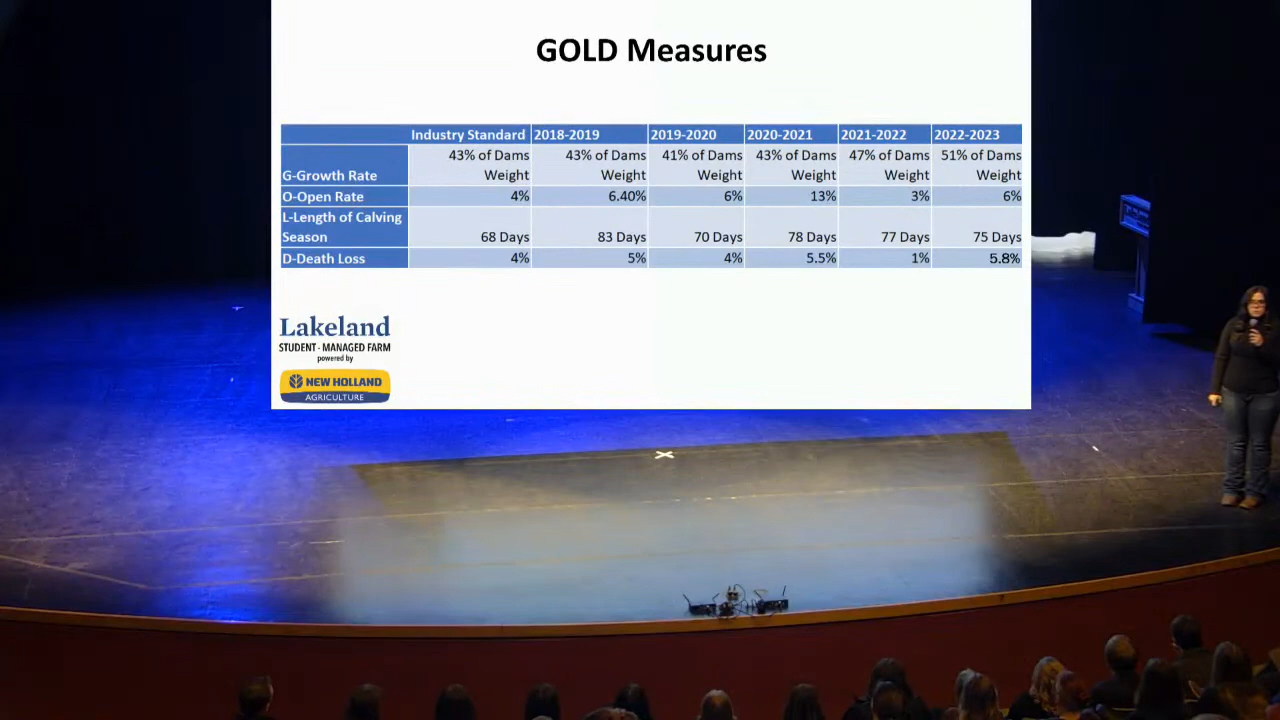 GOLD Measures
Industry Standard 2018-2019 2019-2020 2020-2021 2021-2022 2022-2023
43% of Dams 43% of Dams 41% of Dams 43% of Dams 47% of Dams 51% of Dams
G-Growth Rate Weight Weight Weight Weight Weight Weight
O-Open Rate 4% 6.40% 6% 13% 3% 6%
L-Length of Calving
Season 68 Days 83 Days 70 Days 78 Days 77 Days 75 Days
D-Death Loss 4% 5% 4% 5.5% 1% 5.8%
Lakeland
STUDENT-MANAGED FARM
powered by
NEW HOLLAND
AGRICULTURE